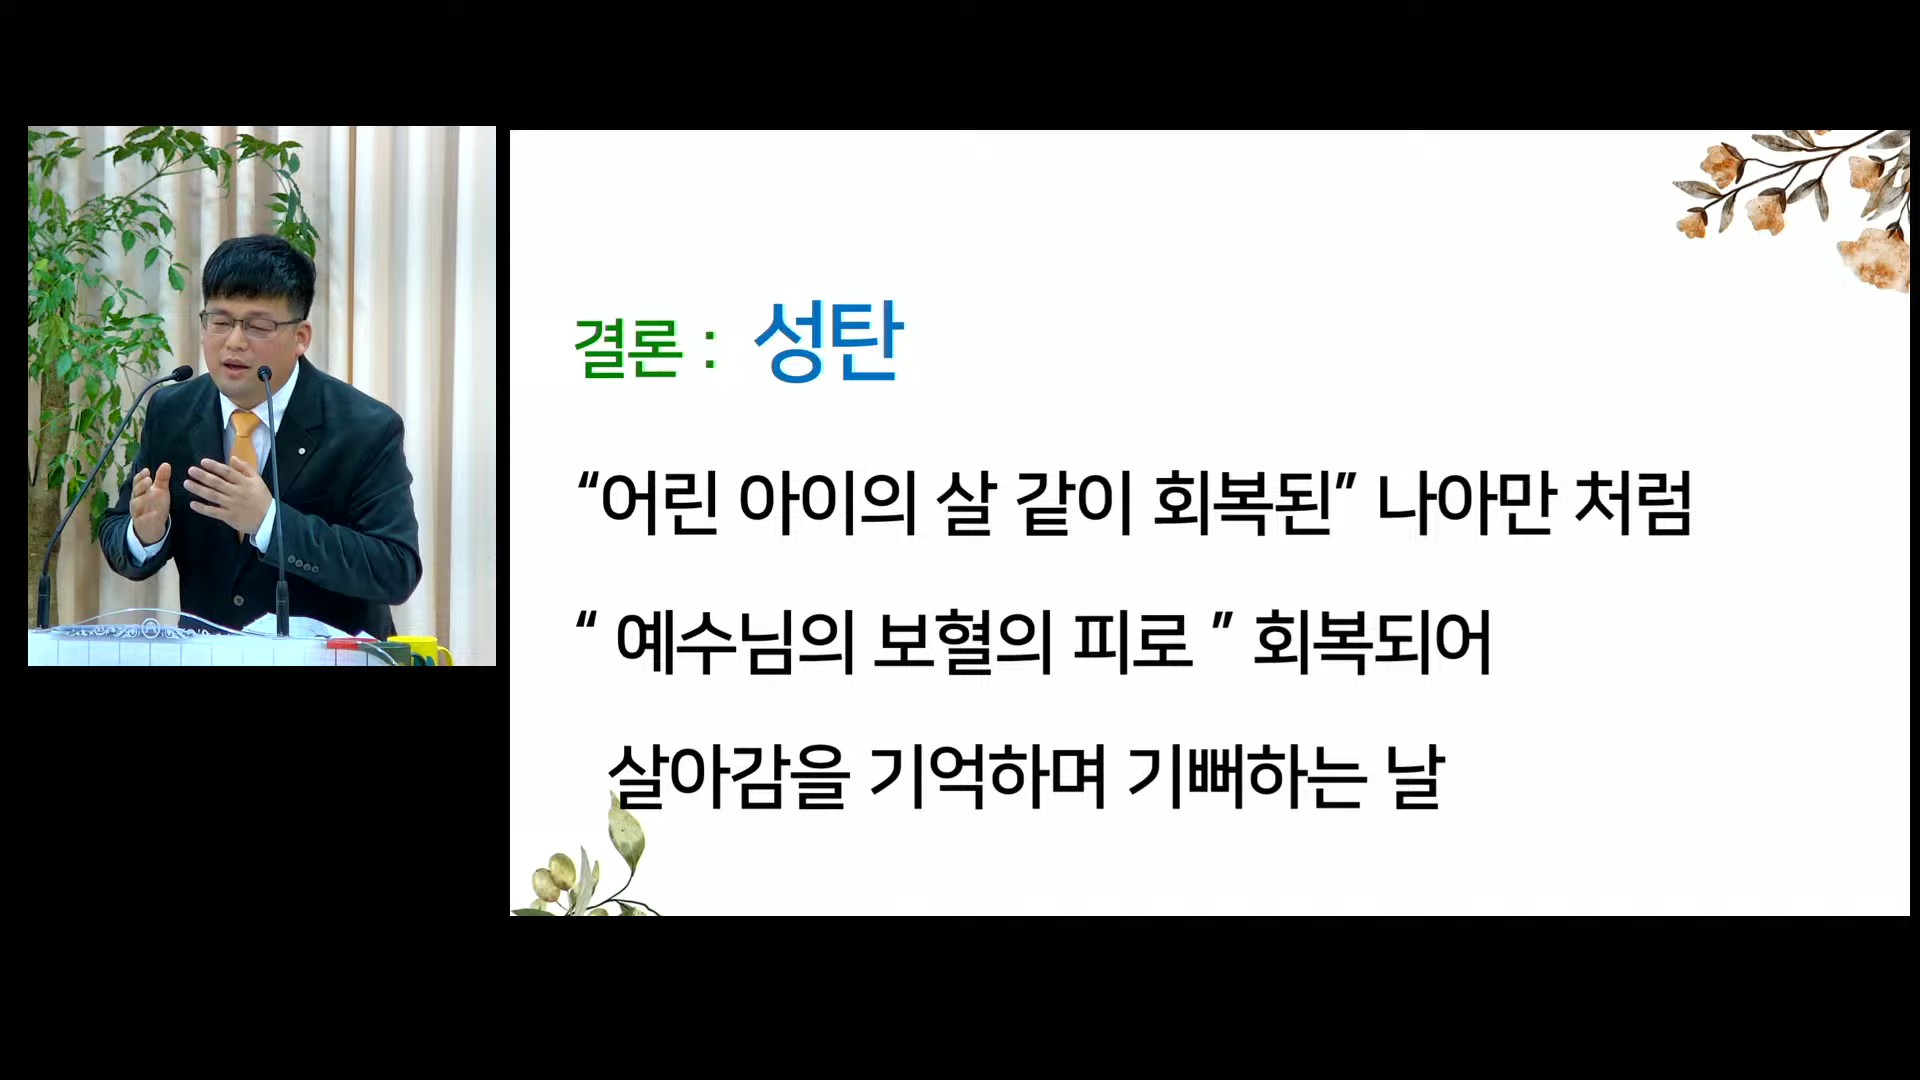 결론 : 성탄
“어린 아이의 살 같이 회복된” 나아만 처럼
“ 예수님의 보혈의 피로 ” 회복되어
살아감을 기억하며 기뻐하는 날